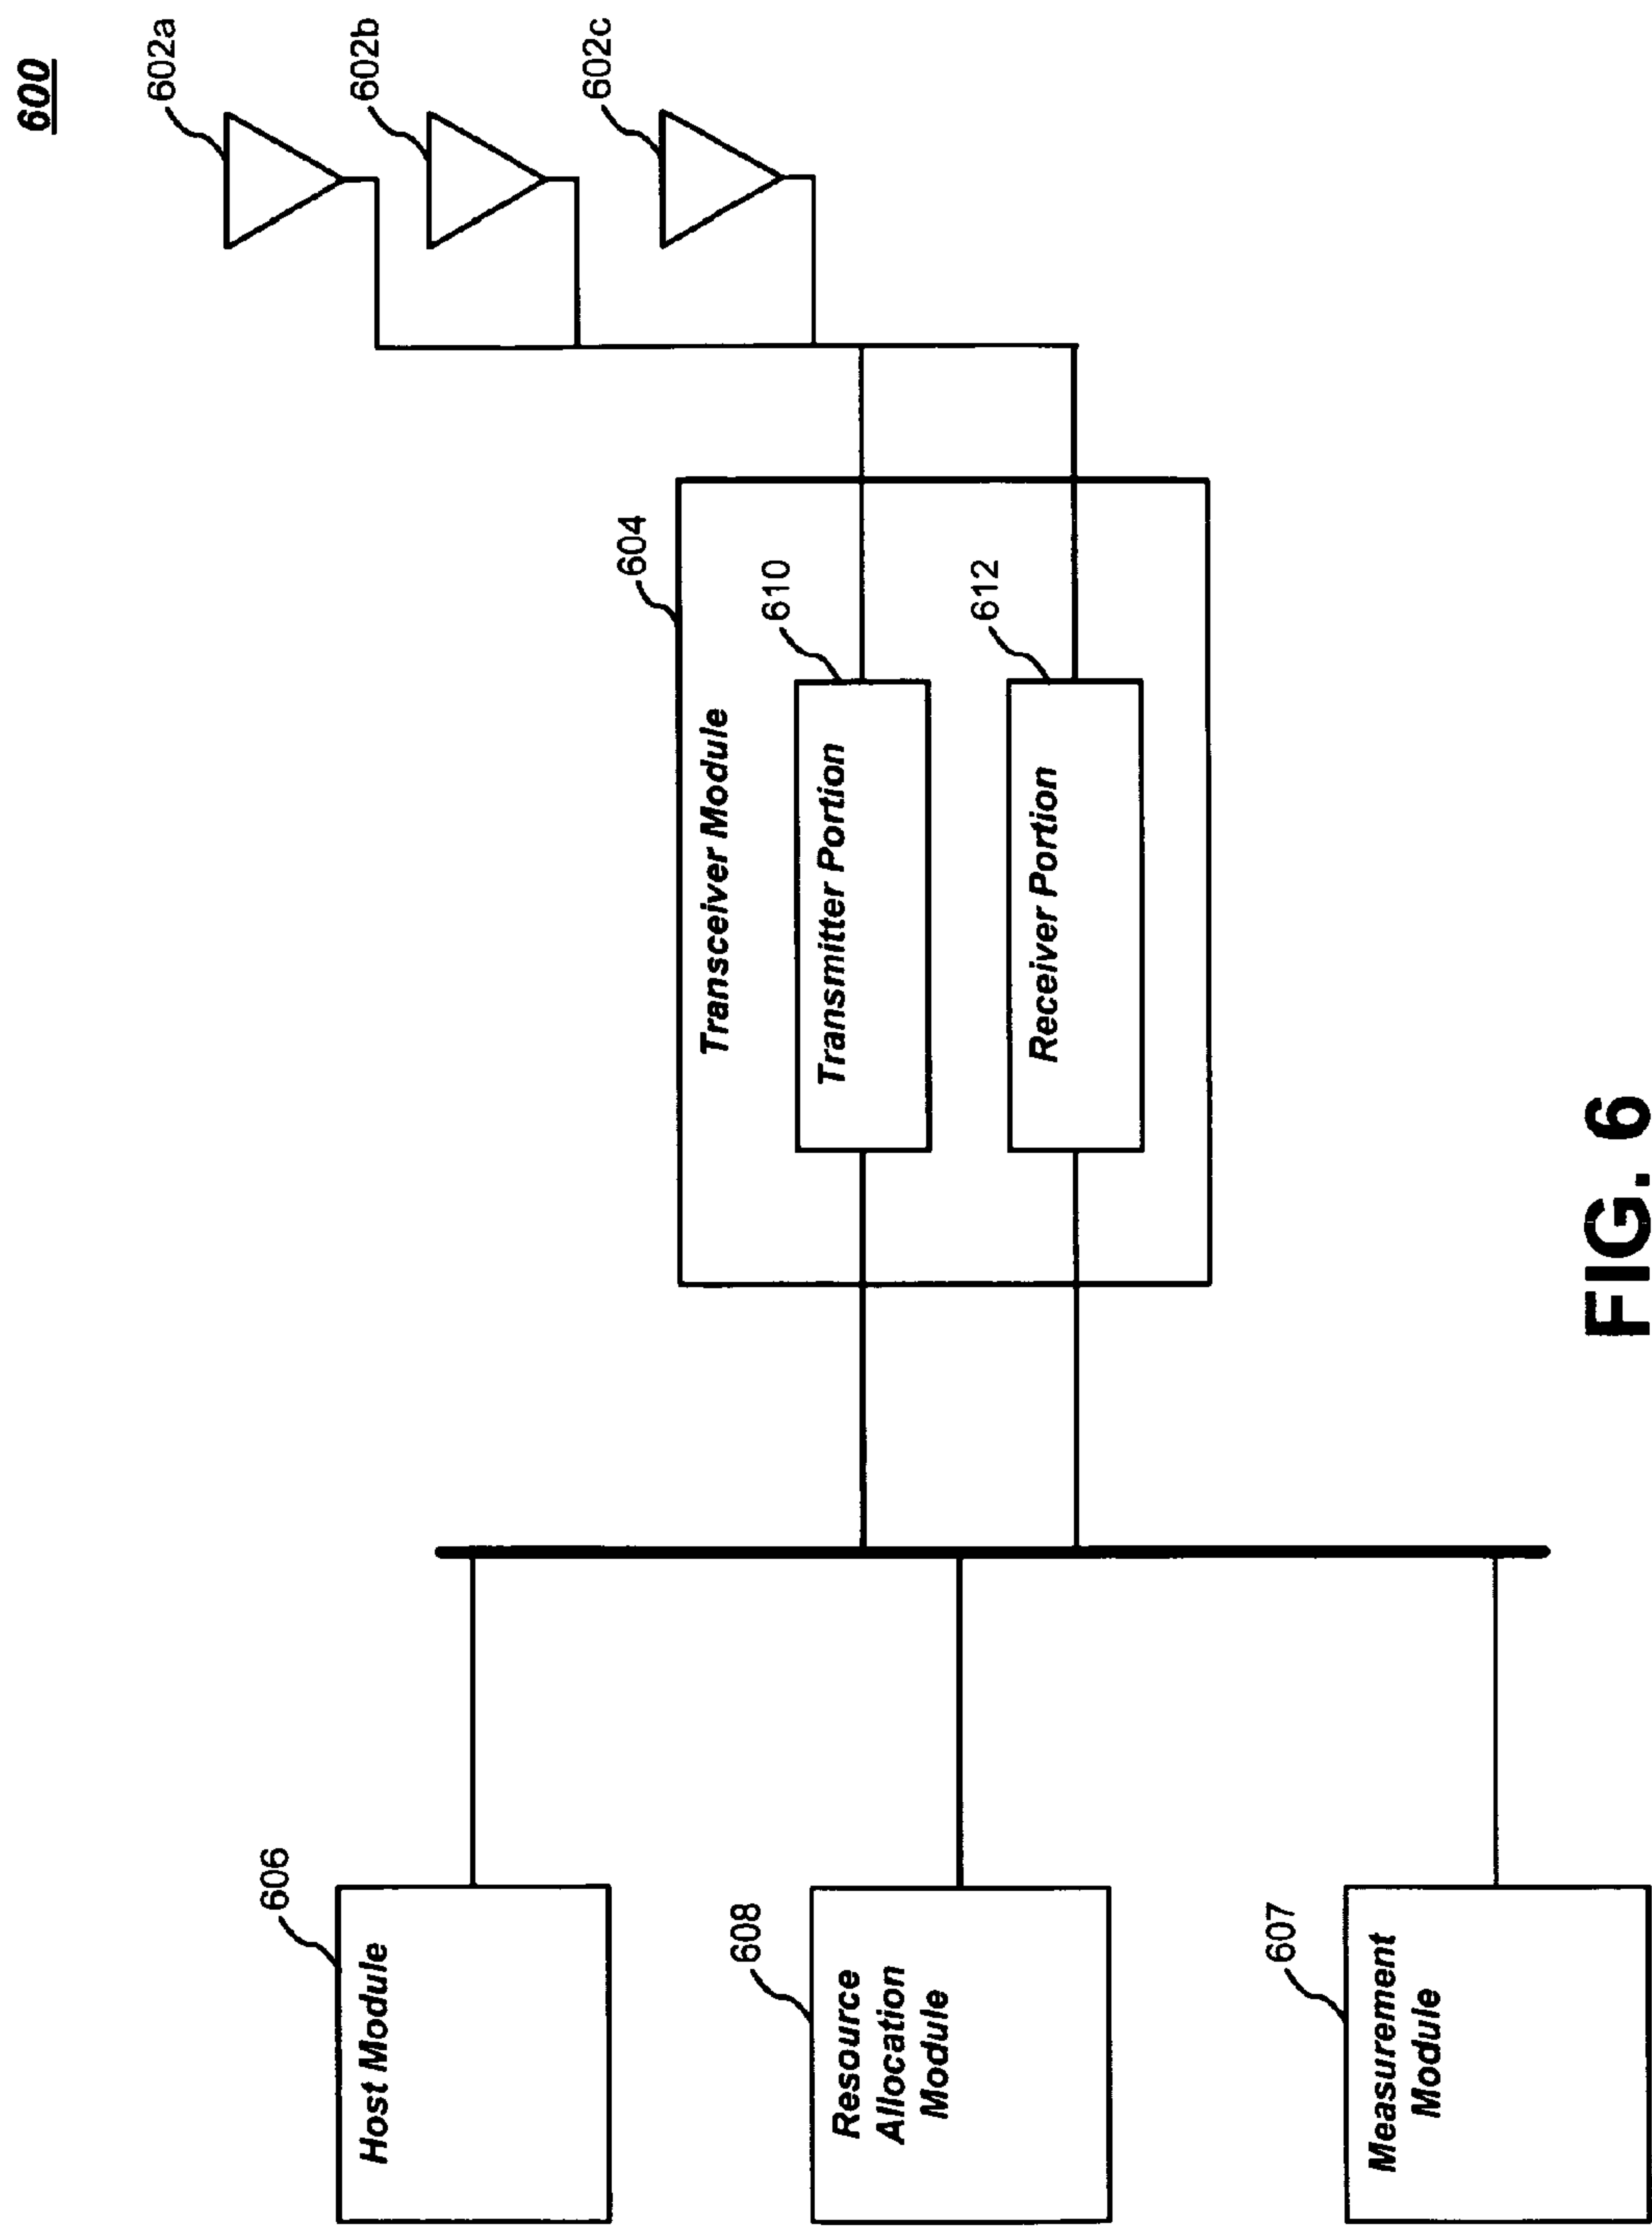 600
602a
602b
602c
604
Transceiver Module
610
Transmitter Portion
612
Receiver Portion
606
Host Module
608
Resource
Allocation
Module
607
Measurement
Module
FIG. 6